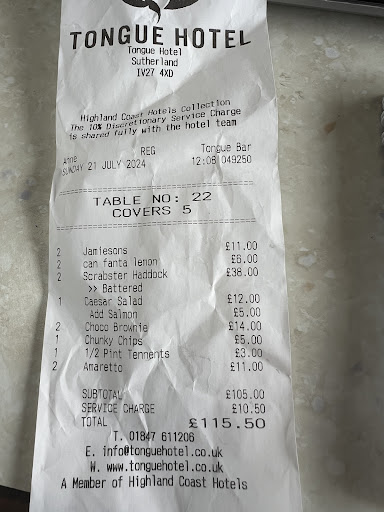 TONGUE HOTEL
Tongue Hotel
Sutherland
IV27 4XD
Highland Coast Hotels Collection
The 10% Discretionary Service Charge
is shared fully with the hotel team
Anne REG Tongue Bar
SUNDAY 21 JULY 2024 12:08 049250
TABLE NO: 22
COVERS 5
2 Jamiesons £11.00
2 can fanta lemon £6.00
2 Scrabster Haddock £38.00
>> Battered
1 Caesar Salad £12.00
Add Salmon £5.00
2 Choco Brownie £14.00
1 Chunky Chips £5.00
1 1/2 Pint Tennents £3.00
2 Amaretto £11.00
SUBTOTAL £105.00
SERVICE CHARGE £10.50
TOTAL £115.50
T. 01847 611206
E. info@tonguehotel.co.uk
W. www.tonguehotel.co.uk
A Member of Highland Coast Hotels